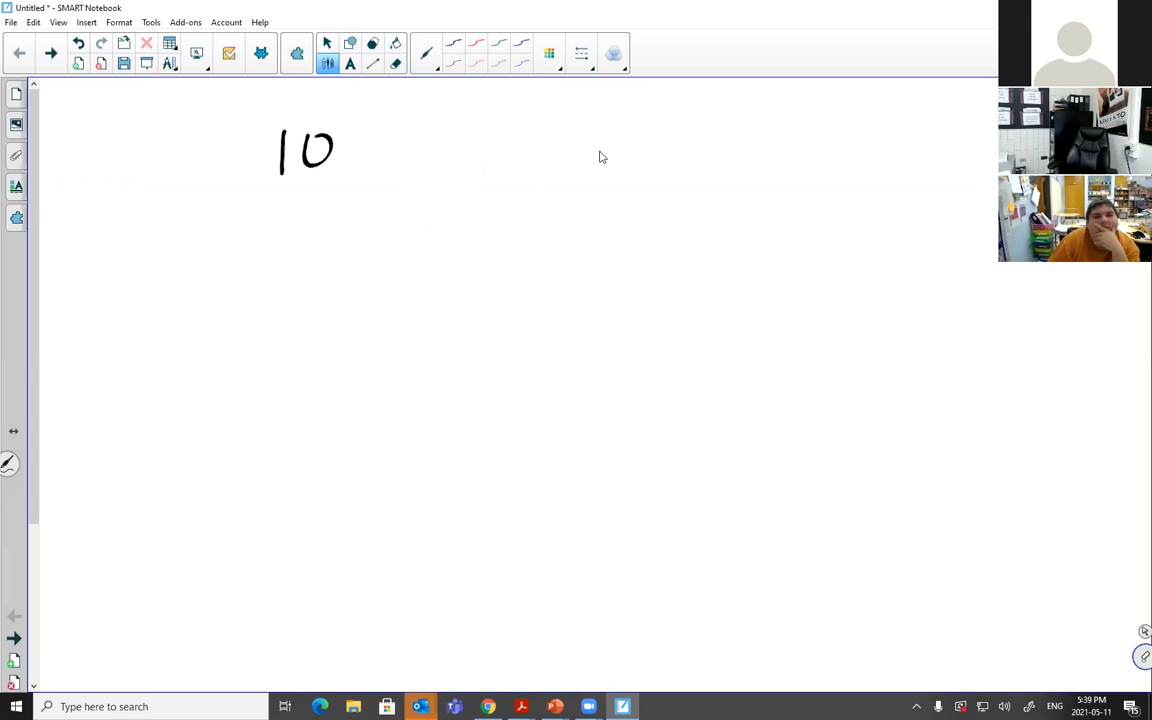 Untitled * - SMART Notebook
File Edit View Insert Format Tools Add-ons Account Help
10
Type here to search
ENG
5:39 PM
2021-05-11
15